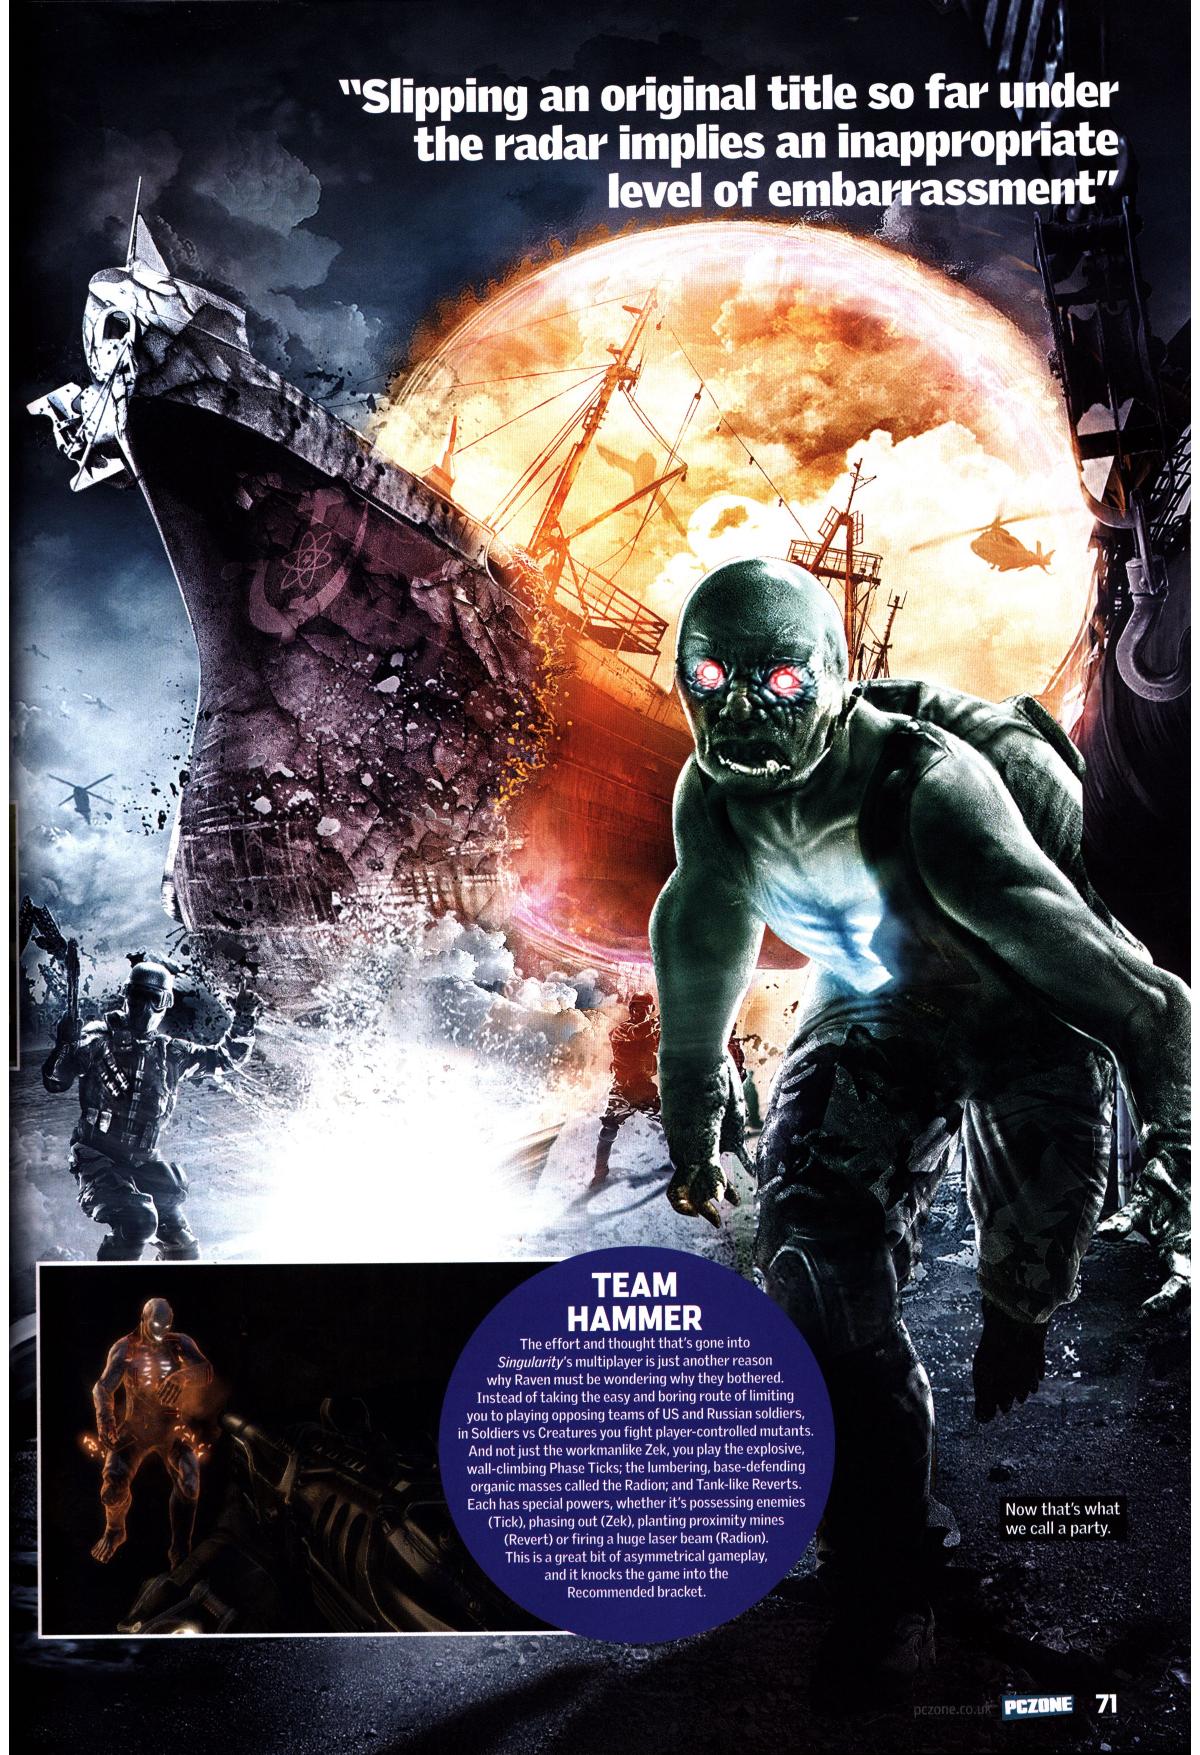 “Slipping an original title so far under
the radar implies an inappropriate
level of embarrassment”
TEAM
HAMMER
The effort and thought that’s gone into
Singularity’s multiplayer is just another reason
why Raven must be wondering why they bothered.
Instead of taking the easy and boring route of limiting
you to playing opposing teams of US and Russian soldiers,
in Soldiers vs Creatures you fight player-controlled mutants.
And not just the workmanlike Zek, you play the explosive,
wall-climbing Phase Ticks; the lumbering, base-defending
organic masses called the Radion; and Tank-like Reverts.
Each has special powers, whether it’s possessing enemies
(Tick), phasing out (Zek), planting proximity mines
(Revert) or firing a huge laser beam (Radion).
This is a great bit of asymmetrical gameplay,
and it knocks the game into the
Recommended bracket.
Now that’s what
we call a party.
pczone.co.uk PCZONE 71